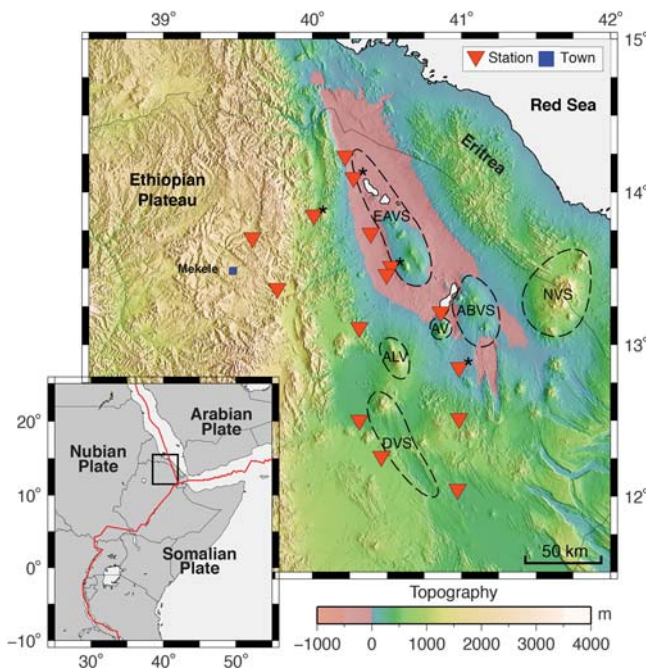 39° 40° 41° 42°
Station Town
15°
Red Sea
Eritrea
Ethiopian
Plateau
14°
EAVS
Mekele
NVS
ABVS
AV
13°
ALV
DVS
12°
50 km
20°
Arabian
Plate
Nubian
Plate
10°
Somalian
Plate
0°
−10°
30° 40° 50°
Topography
m
−1000 0 1000 2000 3000 4000